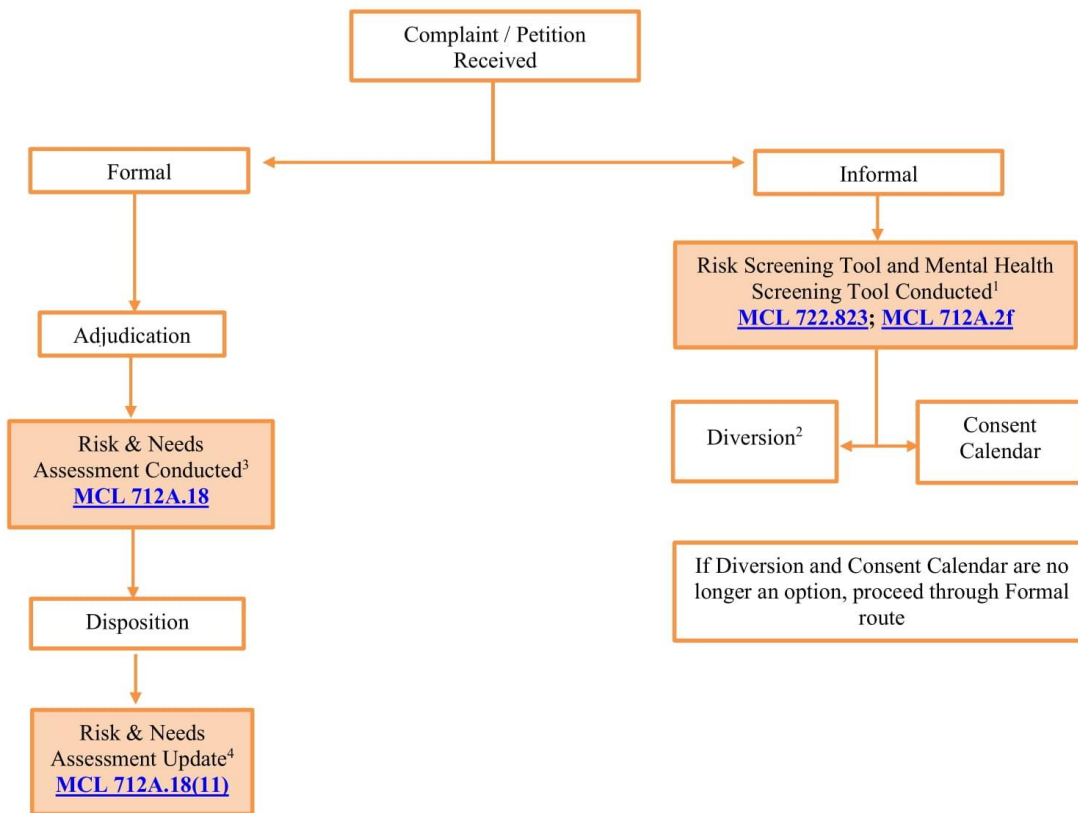 Complaint / Petition
Received
Formal
Informal
Risk Screening Tool and Mental Health
Screening Tool Conducted¹
MCL 722.823; MCL 712A.2f
Adjudication
Diversion²
Consent
Calendar
Risk & Needs
Assessment Conducted³
MCL 712A.18
If Diversion and Consent Calendar are no
longer an option, proceed through Formal
route
Disposition
Risk & Needs
Assessment Update⁴
MCL 712A.18(11)